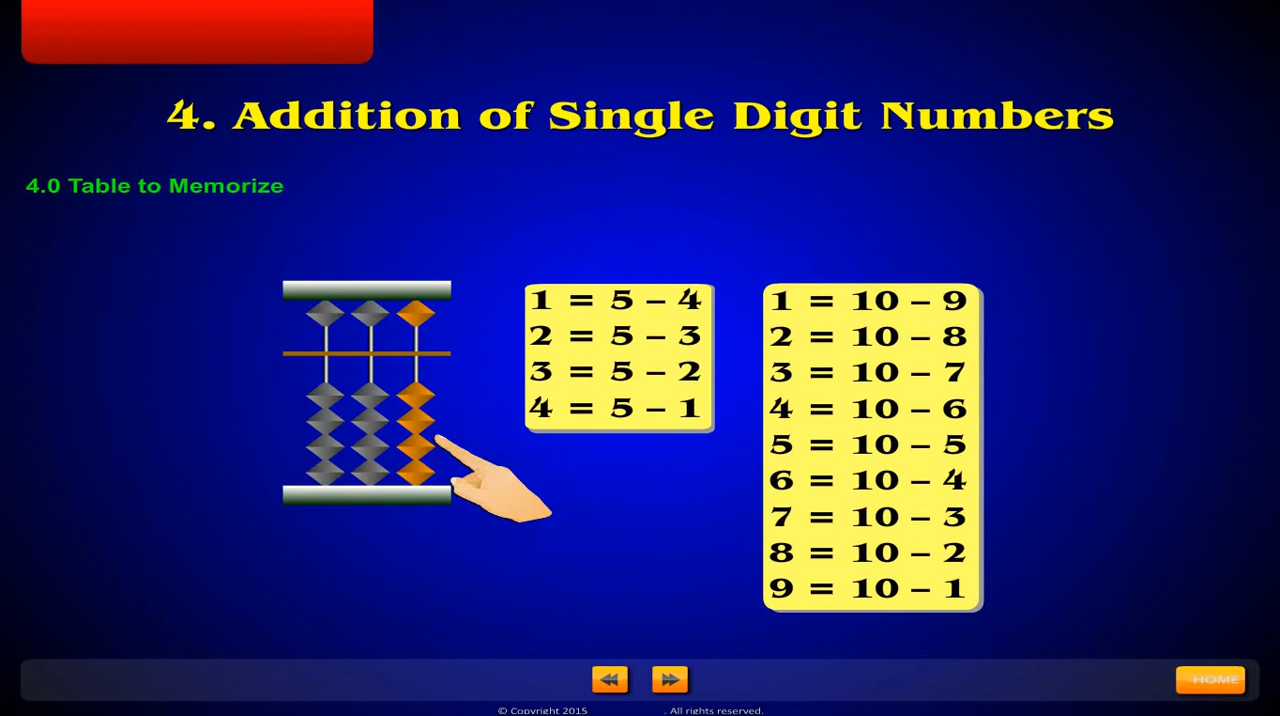 4. Addition of Single Digit Numbers
4.0 Table to Memorize
1 = 5 – 4
2 = 5 – 3
3 = 5 – 2
4 = 5 – 1
1 = 10 – 9
2 = 10 – 8
3 = 10 – 7
4 = 10 – 6
5 = 10 – 5
6 = 10 – 4
7 = 10 – 3
8 = 10 – 2
9 = 10 – 1
HOME
© Copyright 2015 . All rights reserved.